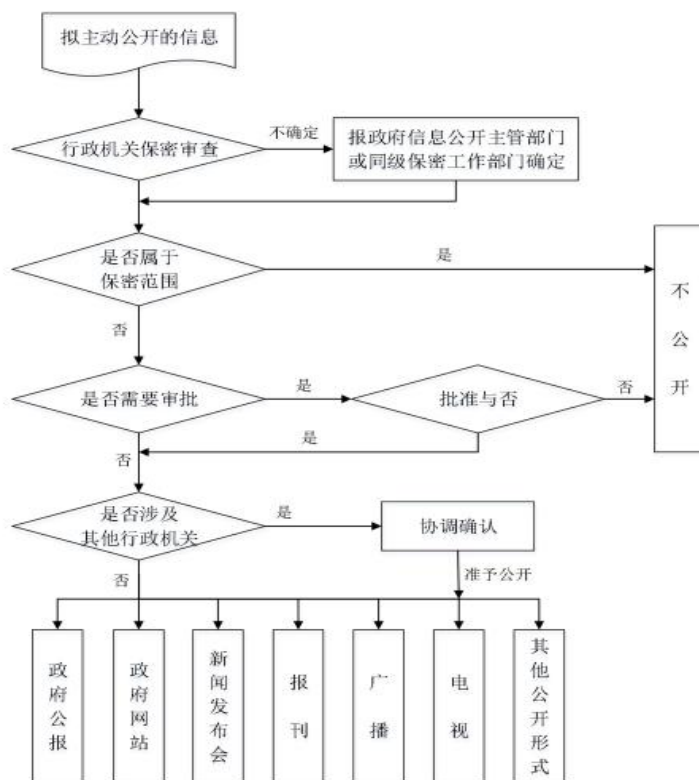 拟主动公开的信息
行政机关保密审查
不确定
报政府信息公开主管部门
或同级保密工作部门确定
是否属于
保密范围
是
不公开
否
是否需要审批
是
批准与否
否
是
否
是否涉及
其他行政机关
是
协调确认
否
准予公开
政府公报
政府网站
新闻发布会
报刊
广播
电视
其他公开形式